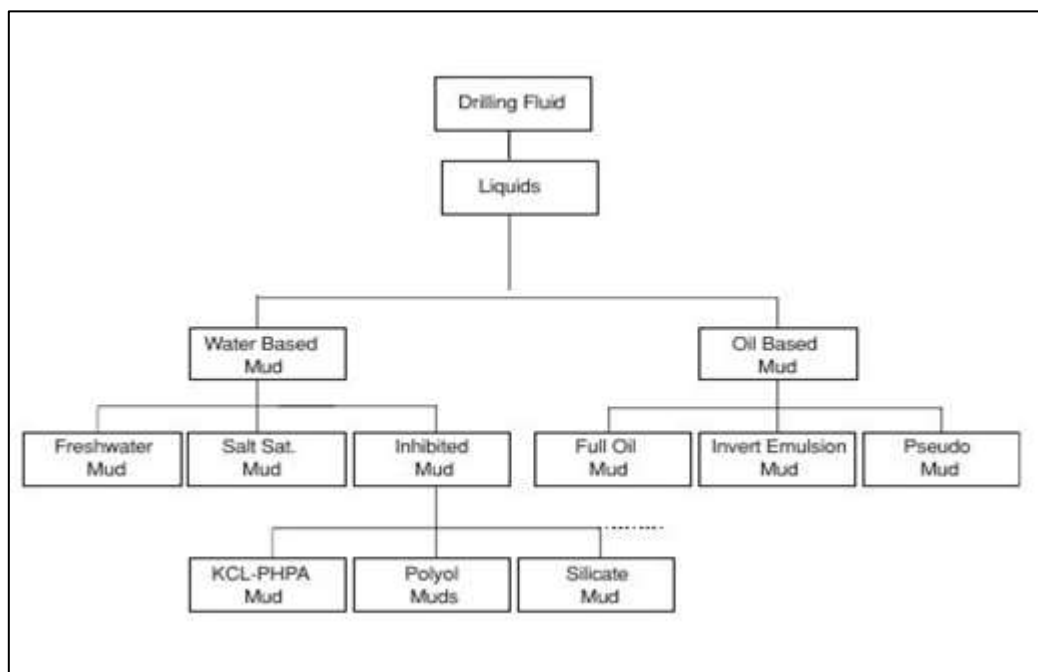 Drilling Fluid
Liquids
Water Based
Mud
Oil Based
Mud
Freshwater
Mud
Salt Sat.
Mud
Inhibited
Mud
Full Oil
Mud
Invert Emulsion
Mud
Pseudo
Mud
KCL-PHPA
Mud
Polyol
Muds
Silicate
Mud